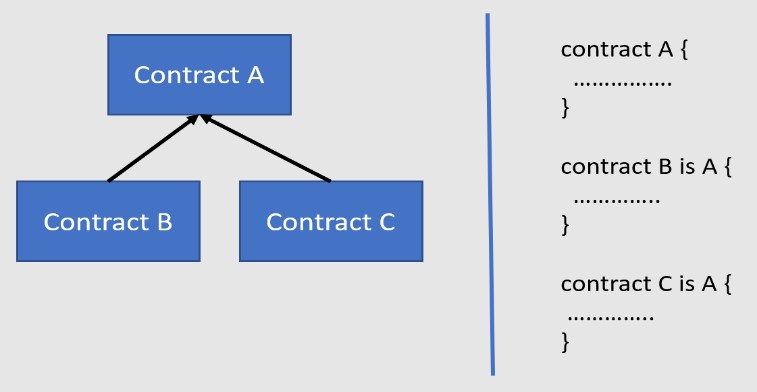 Contract A
Contract B
Contract C
contract A {
................
}
contract B is A {
..............
}
contract C is A {
..............
}